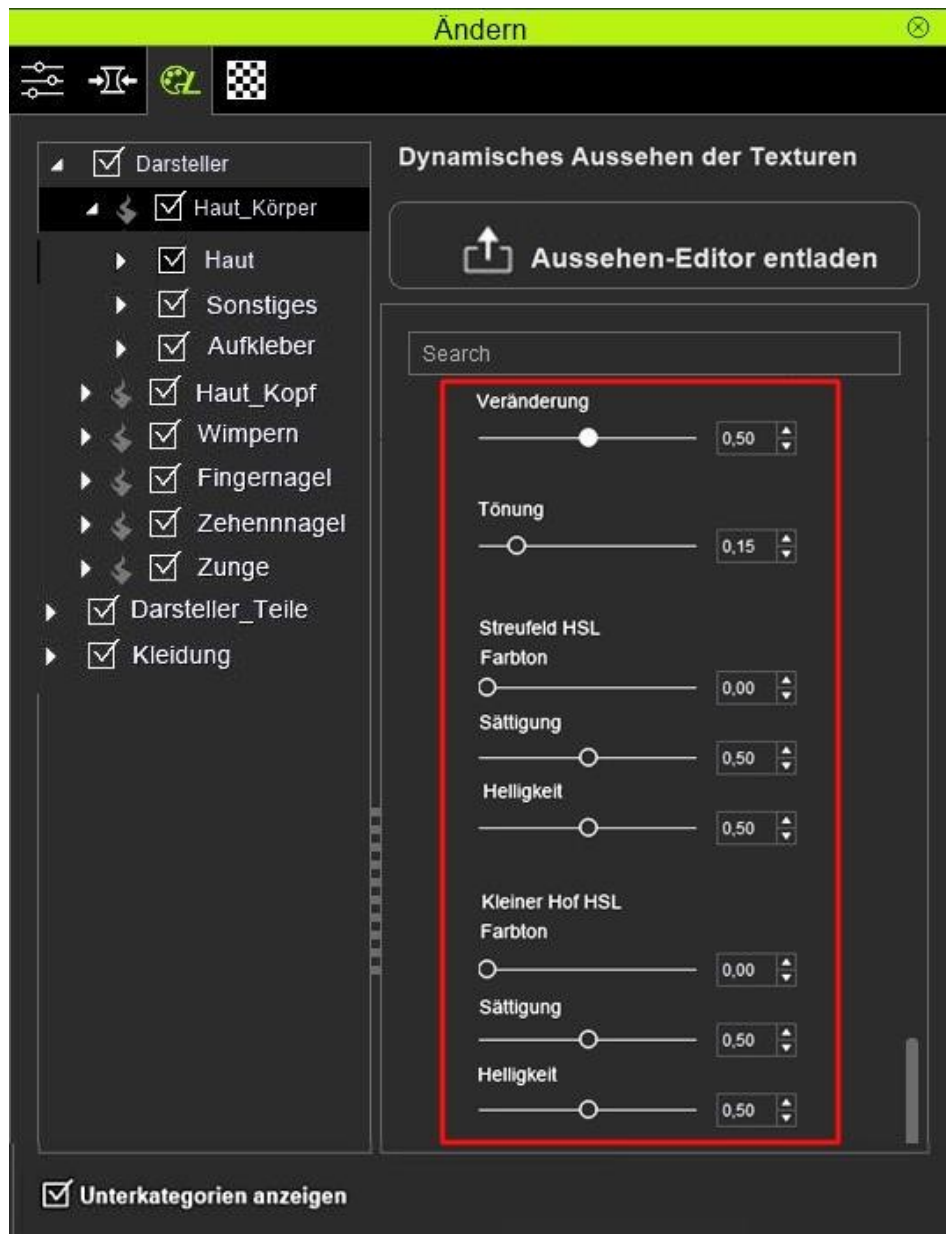 Ändern
Darsteller
Haut_Körper
Haut
Sonstiges
Aufkleber
Haut_Kopf
Wimpern
Fingernagel
Zehennnagel
Zunge
Darsteller_Teile
Kleidung
Dynamisches Aussehen der Texturen
Aussehen-Editor entladen
Search
Veränderung
0,50
Tönung
0,15
Streufeld HSL
Farbton
0,00
Sättigung
0,50
Helligkeit
0,50
Kleiner Hof HSL
Farbton
0,00
Sättigung
0,50
Helligkeit
0,50
Unterkategorien anzeigen